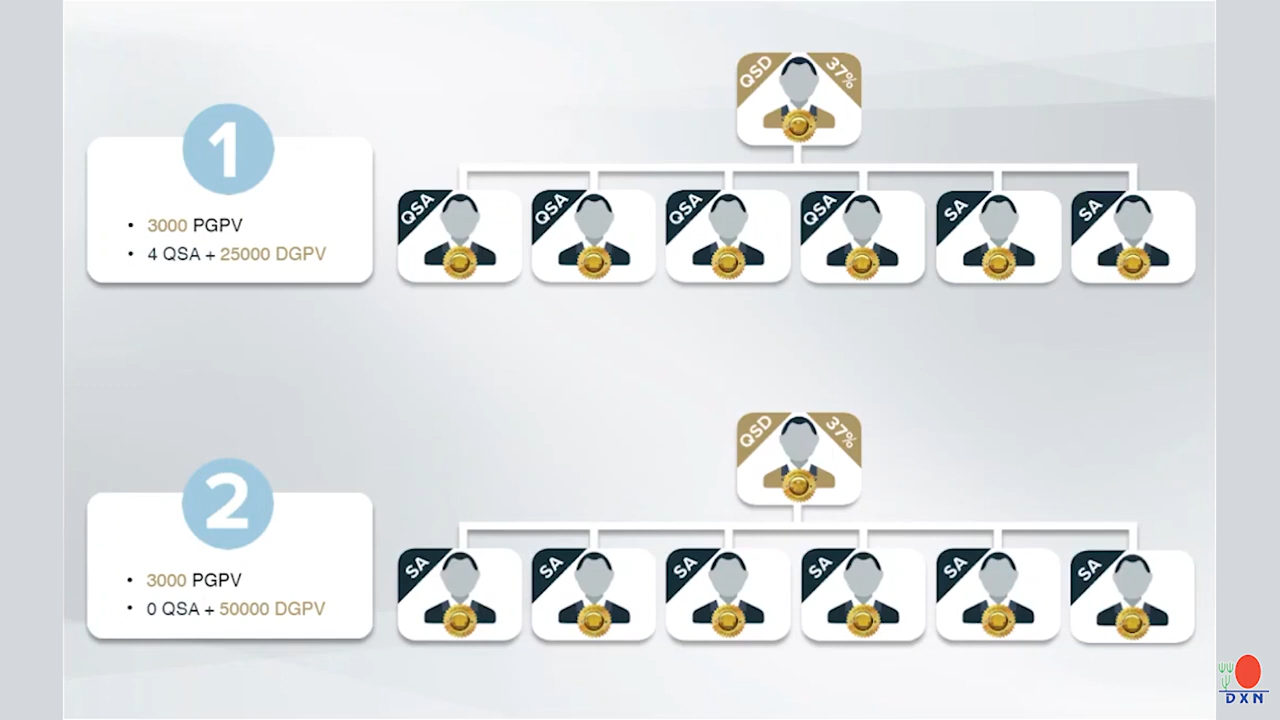 QSD 37%
1
QSA QSA QSA QSA SA SA
• 3000 PGPV
• 4 QSA + 25000 DGPV
QSD 37%
2
SA SA SA SA SA SA
• 3000 PGPV
• 0 QSA + 50000 DGPV
DXN